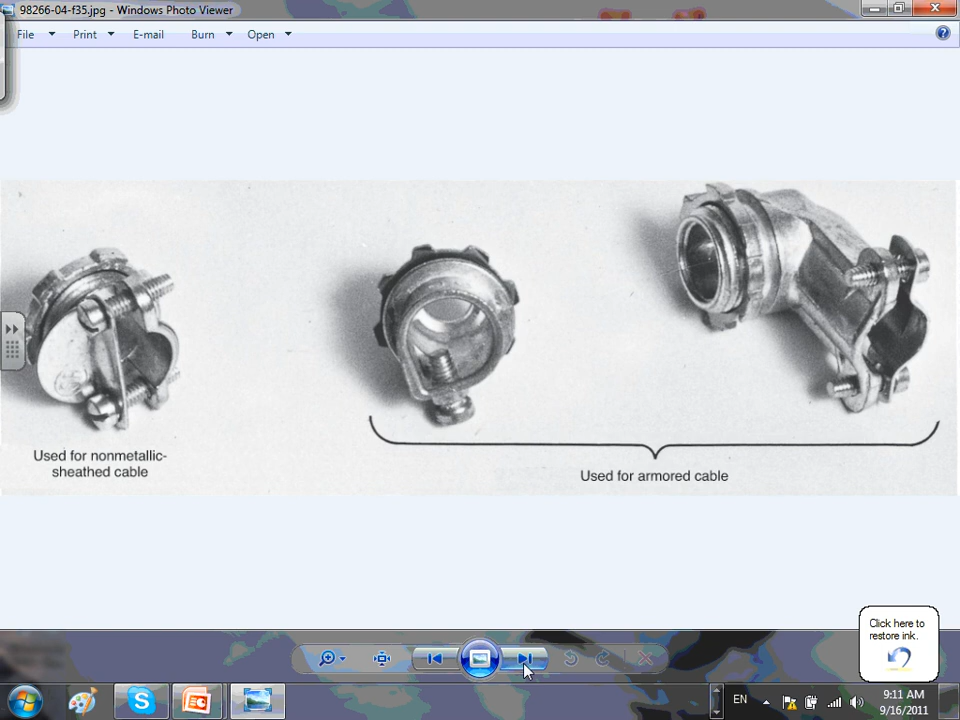 98266-04-f35.jpg - Windows Photo Viewer
File Print E-mail Burn Open
Used for nonmetallic-
sheathed cable
Used for armored cable
Click here to
restore ink.
EN
9:11 AM
9/16/2011